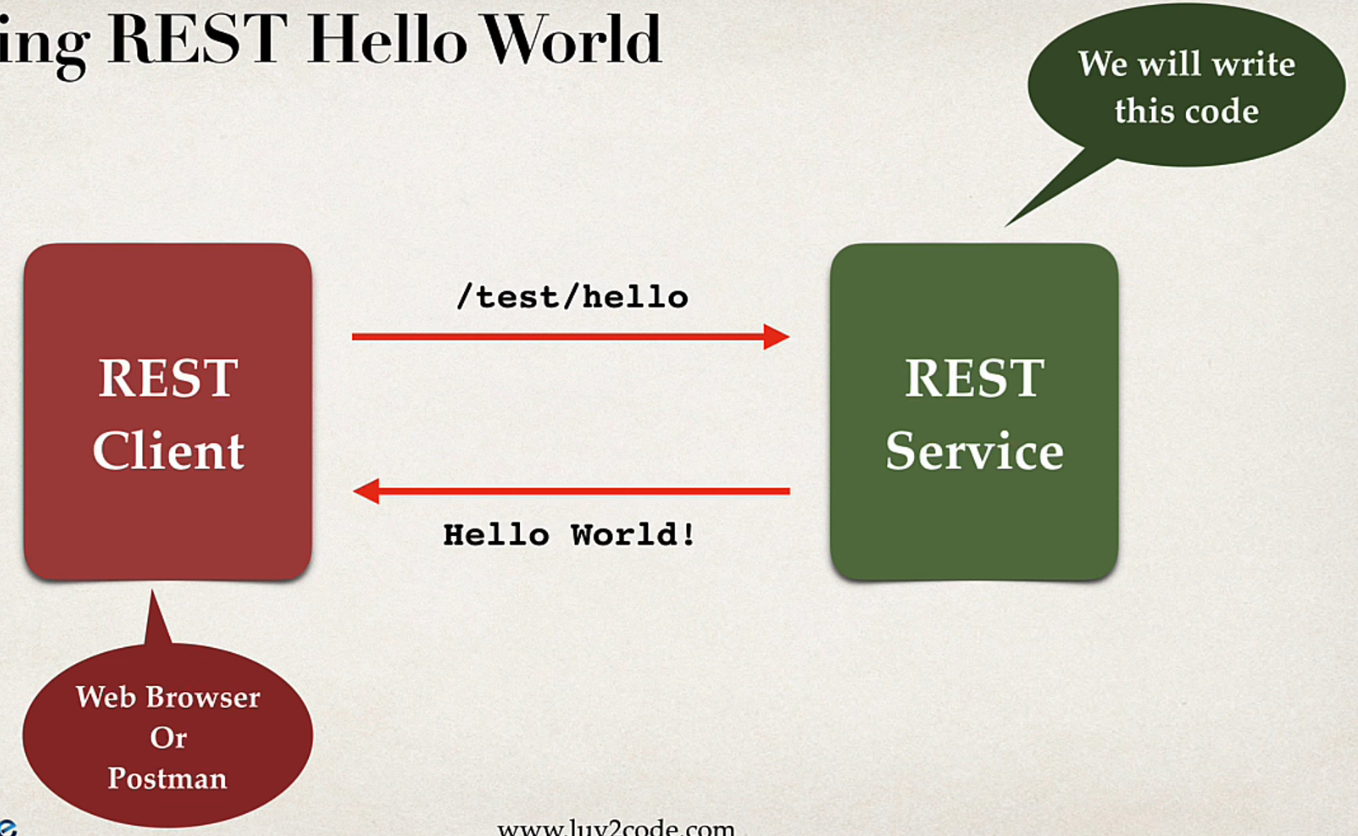 ing REST Hello World
We will write
this code
/test/hello
REST
Client
REST
Service
Hello World!
Web Browser
Or
Postman
e
www.luv2code.com